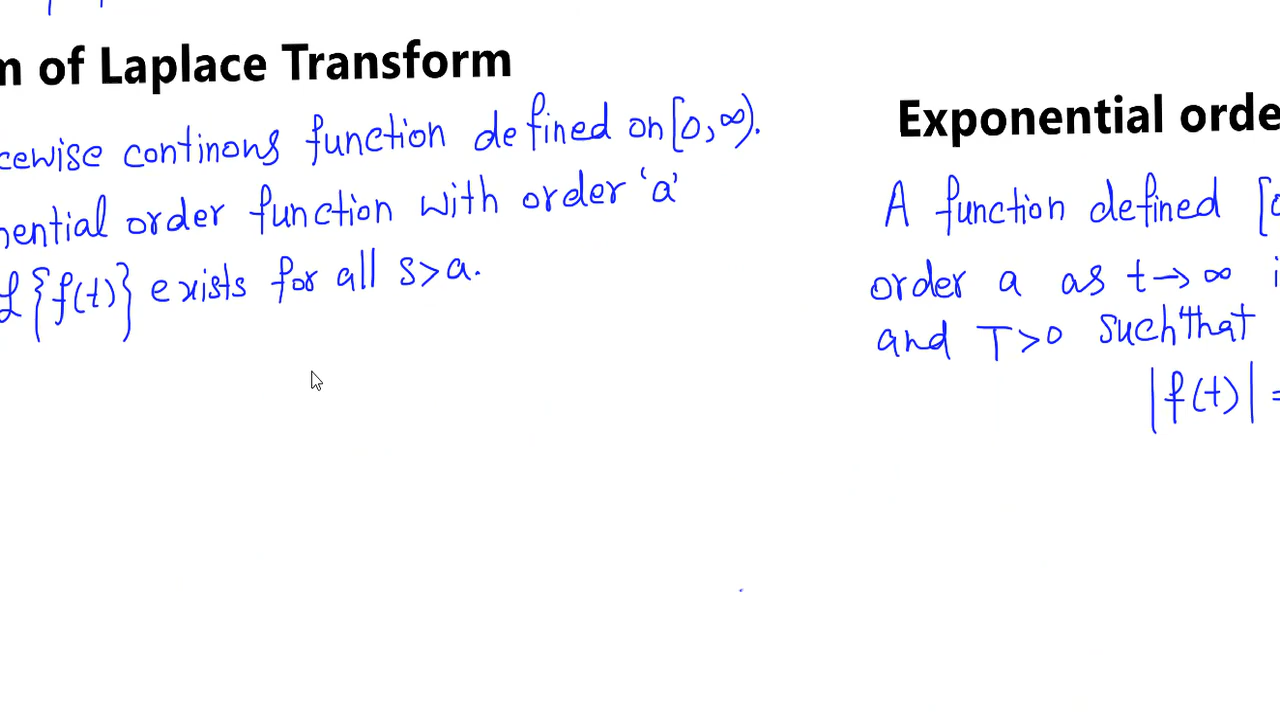 m of Laplace Transform
cewise continous function defined on [0, ∞).
nential order function with order 'a'
L{f(t)} exists for all s>a.
Exponential orde
A function defined [0
order a as t→∞ i
and T>0 such that
|f(t)| =